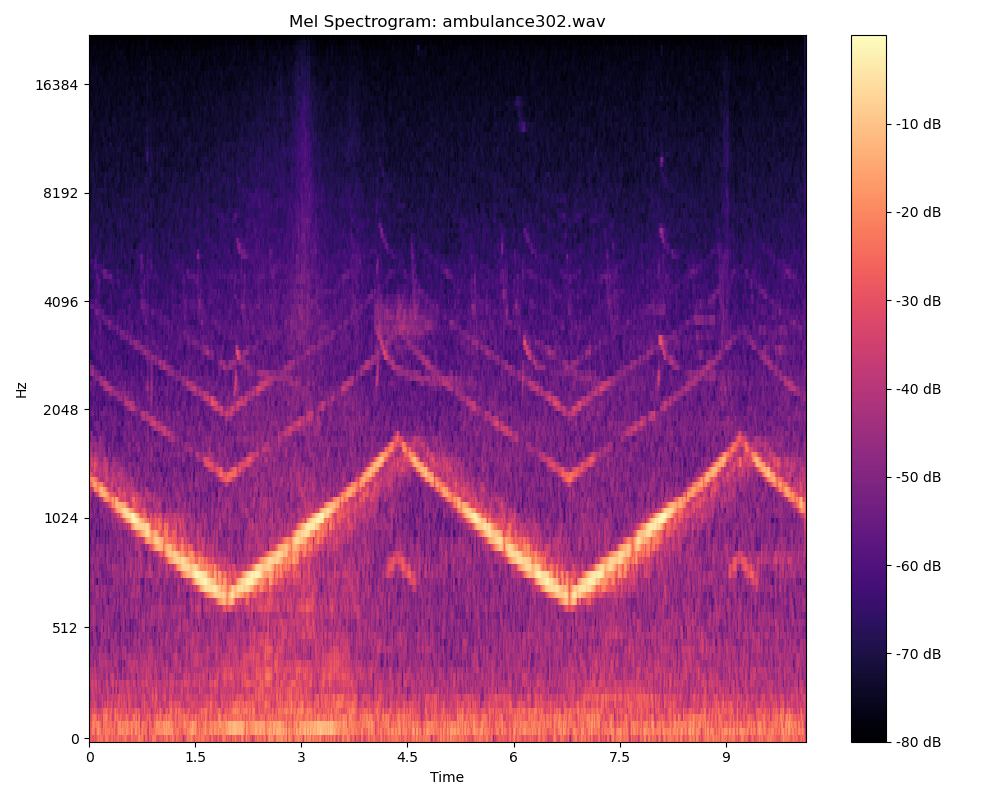 Mel Spectrogram: ambulance302.wav
16384
8192
4096
2048
1024
512
0
Hz
0 1.5 3 4.5 6 7.5 9
Time
-10 dB
-20 dB
-30 dB
-40 dB
-50 dB
-60 dB
-70 dB
-80 dB